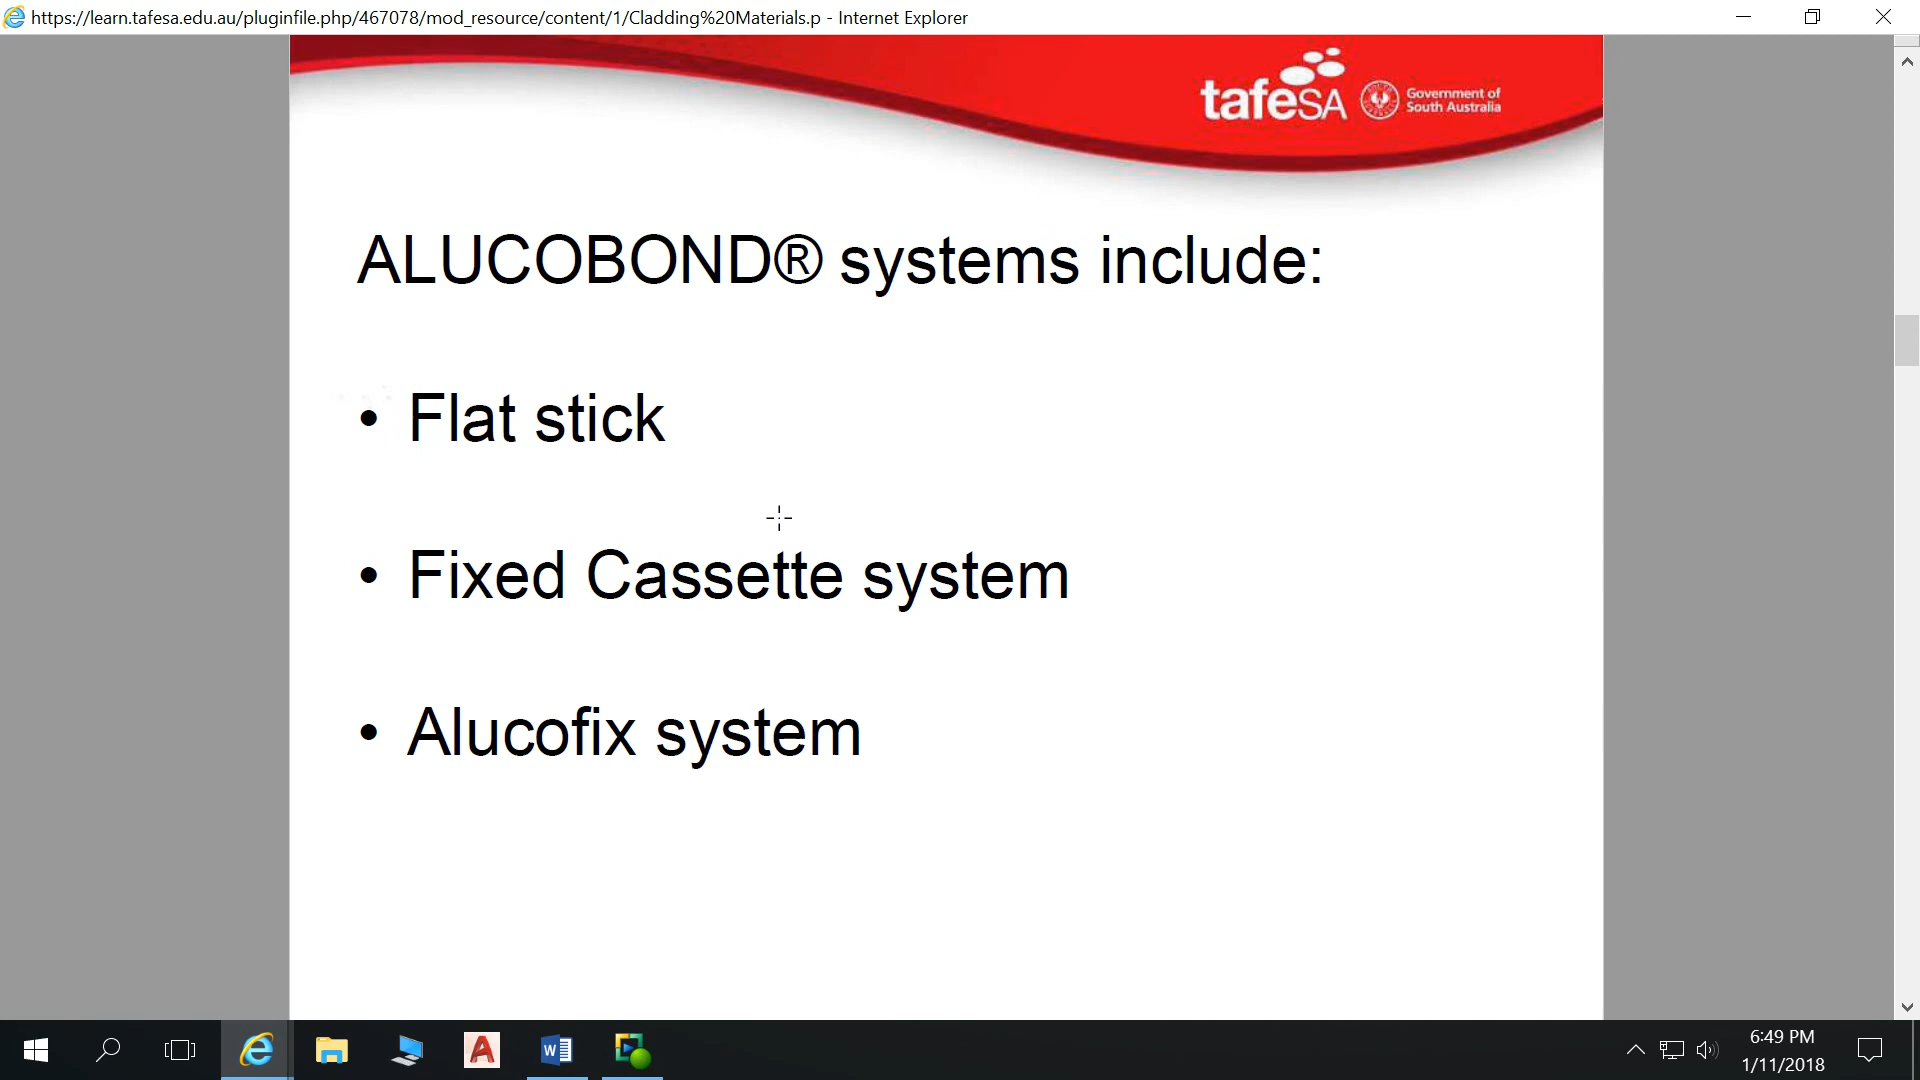 https://learn.tafesa.edu.au/pluginfile.php/467078/mod_resource/content/1/Cladding%20Materials.p - Internet Explorer
tafeSA
Government of
South Australia
ALUCOBOND® systems include:
• Flat stick
• Fixed Cassette system
• Alucofix system
6:49 PM
1/11/2018